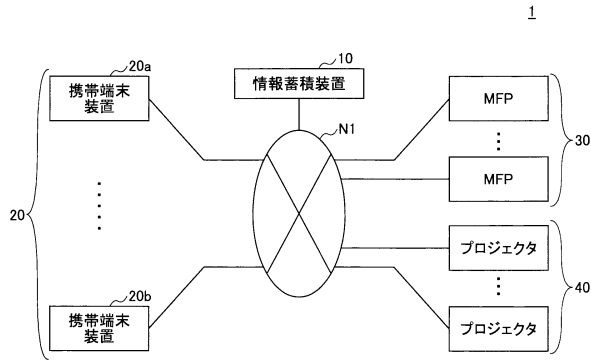 1
20a
携帯端末
装置
10
情報蓄積装置
N1
MFP
30
MFP
20
プロジェクタ
40
プロジェクタ
20b
携帯端末
装置